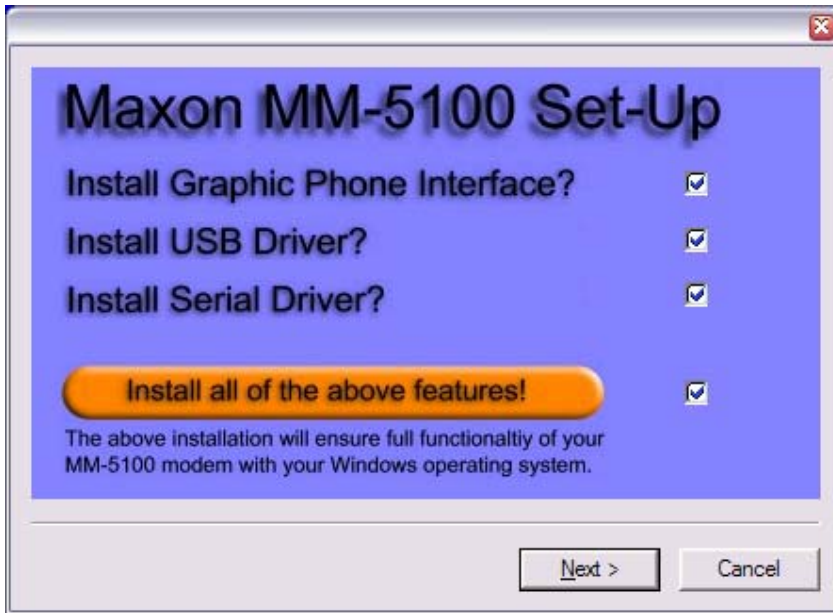 Maxon MM-5100 Set-Up
Install Graphic Phone Interface?
Install USB Driver?
Install Serial Driver?
Install all of the above features!
The above installation will ensure full functionaltiy of your
MM-5100 modem with your Windows operating system.
Next >
Cancel